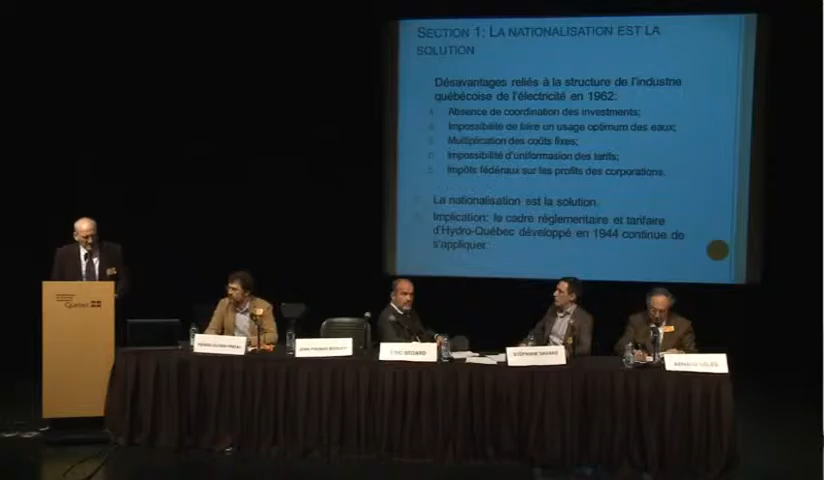 SECTION 1: LA NATIONALISATION EST LA
SOLUTION
Désavantages reliés à la structure de l'industrie
québécoise de l'électricité en 1962:
Absence de coordination des investments;
Impossibilité de faire un usage optimum des eaux;
Multiplication des coûts fixes;
Impossibilité d'uniformsion des tarifs;
Impôts fédéraux sur les profits des corporations.
La nationalisation est la solution.
Implication: le cadre réglementaire et tarifaire
d'Hydro-Québec développé en 1944 continue de
s'appliquer.
Québec
ÉRIC BÉDARD
STÉPHANE SAVARD